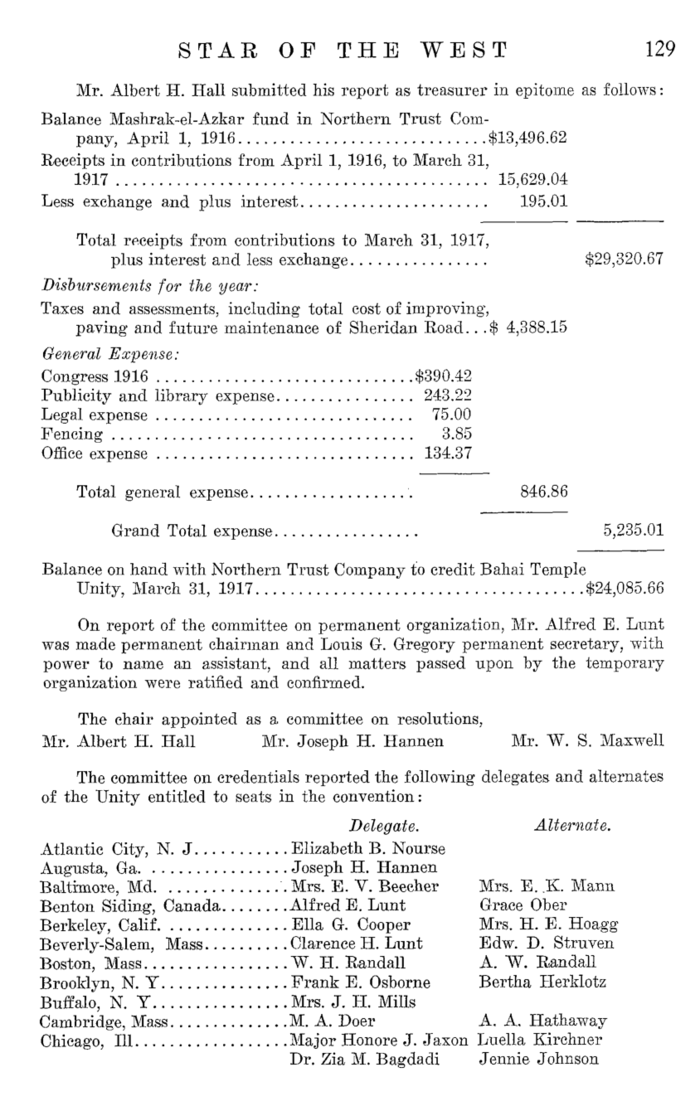 STAR OF THE WEST 129
Mr. Albert H. Hall submitted his report as treasurer in epitome as follows:
Balance Mashrak-el-Azkar fund in Northern Trust Com-
pany, April 1, 1916............................$13,496.62
Receipts in contributions from April 1, 1916, to March 31,
1917 ........................................... 15,629.04
Less exchange and plus interest...................... 195.01
Total receipts from contributions to March 31, 1917,
plus interest and less exchange................ $29,320.67
Disbursements for the year:
Taxes and assessments, including total cost of improving,
paving and future maintenance of Sheridan Road...$ 4,388.15
General Expense:
Congress 1916 ..............................$390.42
Publicity and library expense................ 243.22
Legal expense .............................. 75.00
Fencing ................................... 3.85
Office expense .............................. 134.37
Total general expense................... 846.86
Grand Total expense................. 5,235.01
Balance on hand with Northern Trust Company to credit Bahai Temple
Unity, March 31, 1917......................................$24,085.66
On report of the committee on permanent organization, Mr. Alfred E. Lunt
was made permanent chairman and Louis G. Gregory permanent secretary, with
power to name an assistant, and all matters passed upon by the temporary
organization were ratified and confirmed.
The chair appointed as a committee on resolutions,
Mr. Albert H. Hall Mr. Joseph H. Hannen Mr. W. S. Maxwell
The committee on credentials reported the following delegates and alternates
of the Unity entitled to seats in the convention:
Delegate. Alternate.
Atlantic City, N. J...........Elizabeth B. Nourse
Augusta, Ga. ................Joseph H. Hannen
Baltimore, Md. ..............Mrs. E. V. Beecher Mrs. E. K. Mann
Benton Siding, Canada........Alfred E. Lunt Grace Ober
Berkeley, Calif. ...............Ella G. Cooper Mrs. H. E. Hoagg
Beverly-Salem, Mass..........Clarence H. Lunt Edw. D. Struven
Boston, Mass.................W. H. Randall A. W. Randall
Brooklyn, N. Y...............Frank E. Osborne Bertha Herklotz
Buffalo, N. Y................Mrs. J. H. Mills
Cambridge, Mass..............M. A. Doer A. A. Hathaway
Chicago, Ill..................Major Honore J. Jaxon Luella Kirchner
Dr. Zia M. Bagdadi Jennie Johnson